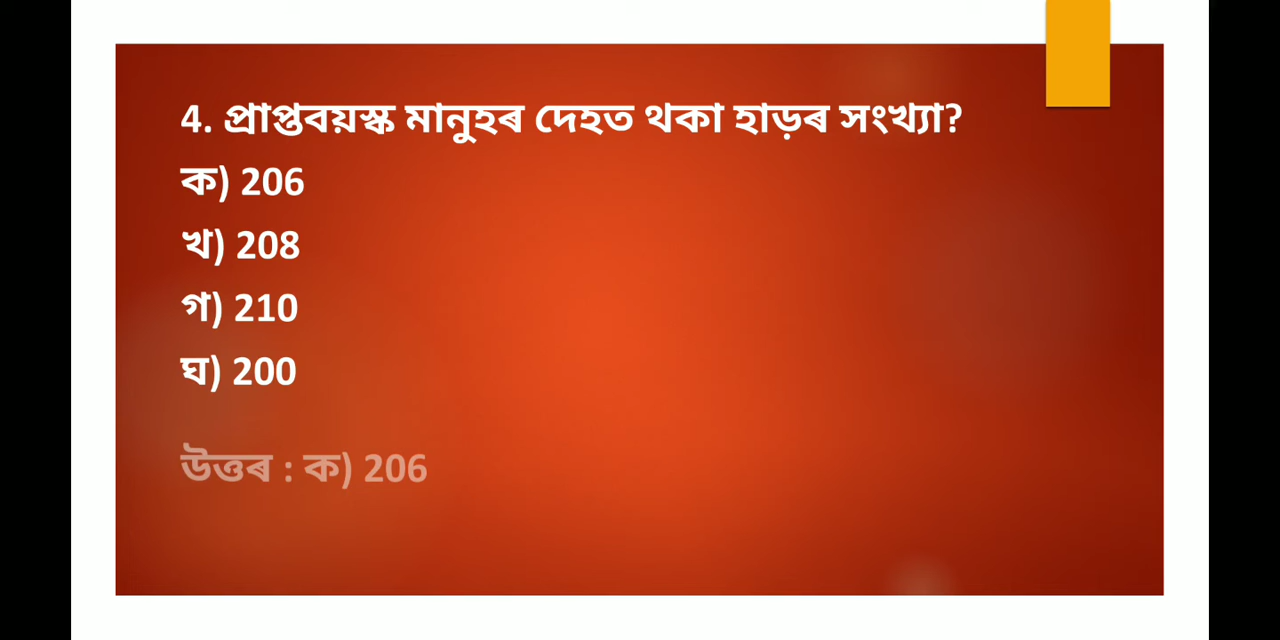 4. প্ৰাপ্তবয়স্ক মানুহৰ দেহত থকা হাড়ৰ সংখ্যা?
ক) 206
খ) 208
গ) 210
ঘ) 200
উত্তৰ : ক) 206